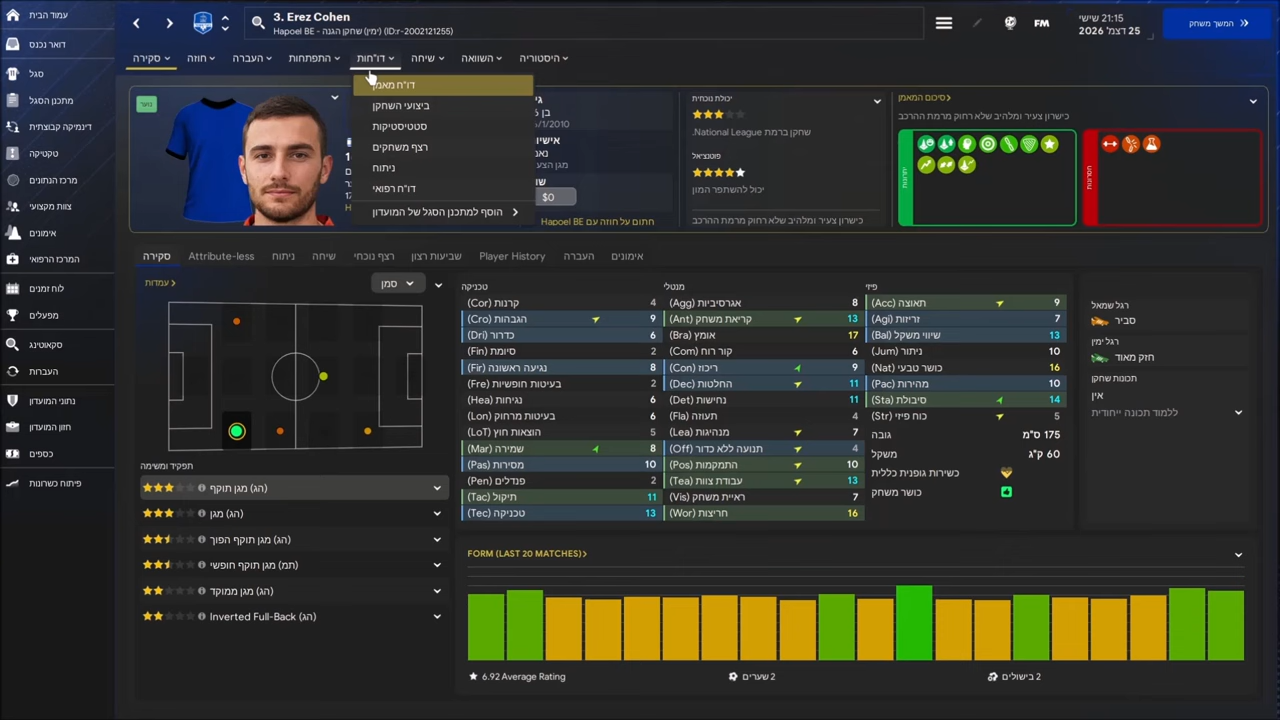 3. Erez Cohen
Hapoel BE - שחקן הגנה (ימין) (ID:r-2002121255)
FM
21:15 שישי
25 דצמ' 2026
המשך משחק
עמוד הבית
דואר נכנס
סגל
מתכנן הסגל
דינמיקה קבוצתית
טקטיקה
מרכז הנתונים
צוות מקצועי
אימונים
המרכז הרפואי
לוח זמנים
מפעלים
סקאוטינג
העברות
נתוני המועדון
חזון המועדון
כספים
פיתוח כשרונות
סקירה
חוזה
העברה
התפתחות
דו"חות
שיחה
השוואה
היסטוריה
דו"ח מאמן
ביצועי השחקן
סטטיסטיקות
רצף משחקים
ניתוח
דו"ח רפואי
הוסף למתכנן הסגל של המועדון
נוער
/1/2010
$0
חתום על חוזה עם Hapoel BE
יכולת נוכחית
שחקן ברמת National League.
פוטנציאל
יכול להשתפר המון
כישרון צעיר ומלהיב שלא רחוק מרמת ההרכב
סיכום המאמן
כישרון צעיר ומלהיב שלא רחוק מרמת ההרכב
יתרונות
חסרונות
סקירה
Attribute-less
ניתוח
שיחה
רצף נוכחי
שביעות רצון
Player History
העברה
אימונים
עמדות
סמן
תפקיד ומשימה
מגן תוקף (הג)
מגן (הג)
מגן תוקף הפוך (הג)
מגן תוקף חופשי (תמ)
מגן ממוקד (הג)
Inverted Full-Back (הג)
טכניקה
(Cor) קרנות 4
(Cro) הגבהות 9
(Dri) כדרור 6
(Fin) סיומת 2
(Fir) נגיעה ראשונה 8
(Fre) בעיטות חופשיות 2
(Hea) נגיחות 6
(Lon) בעיטות מרחוק 6
(LoT) הוצאות חוץ 5
(Mar) שמירה 8
(Pas) מסירות 10
(Pen) פנדלים 2
(Tac) תיקול 11
(Tec) טכניקה 13
מנטלי
(Agg) אגרסיביות 8
(Ant) קריאת משחק 13
(Bra) אומץ 17
(Com) קור רוח 6
(Con) ריכוז 9
(Dec) החלטות 11
(Det) נחישות 11
(Fla) תעוזה 4
(Lea) מנהיגות 7
(Off) תנועה ללא כדור 4
(Pos) התמקמות 10
(Tea) עבודת צוות 13
(Vis) ראיית משחק 7
(Wor) חריצות 16
פיזי
(Acc) תאוצה 9
(Agi) זריזות 7
(Bal) שיווי משקל 13
(Jum) ניתור 10
(Nat) כושר טבעי 16
(Pac) מהירות 10
(Sta) סיבולת 14
(Str) כוח פיזי 5
גובה 175 ס"מ
משקל 60 ק"ג
כשירות גופנית כללית
כושר משחק
רגל שמאל
סביר
רגל ימין
חזק מאוד
תכונות שחקן
אין
ללמוד תכונה ייחודית
FORM (LAST 20 MATCHES)
6.92 Average Rating
2 שערים
2 בישולים